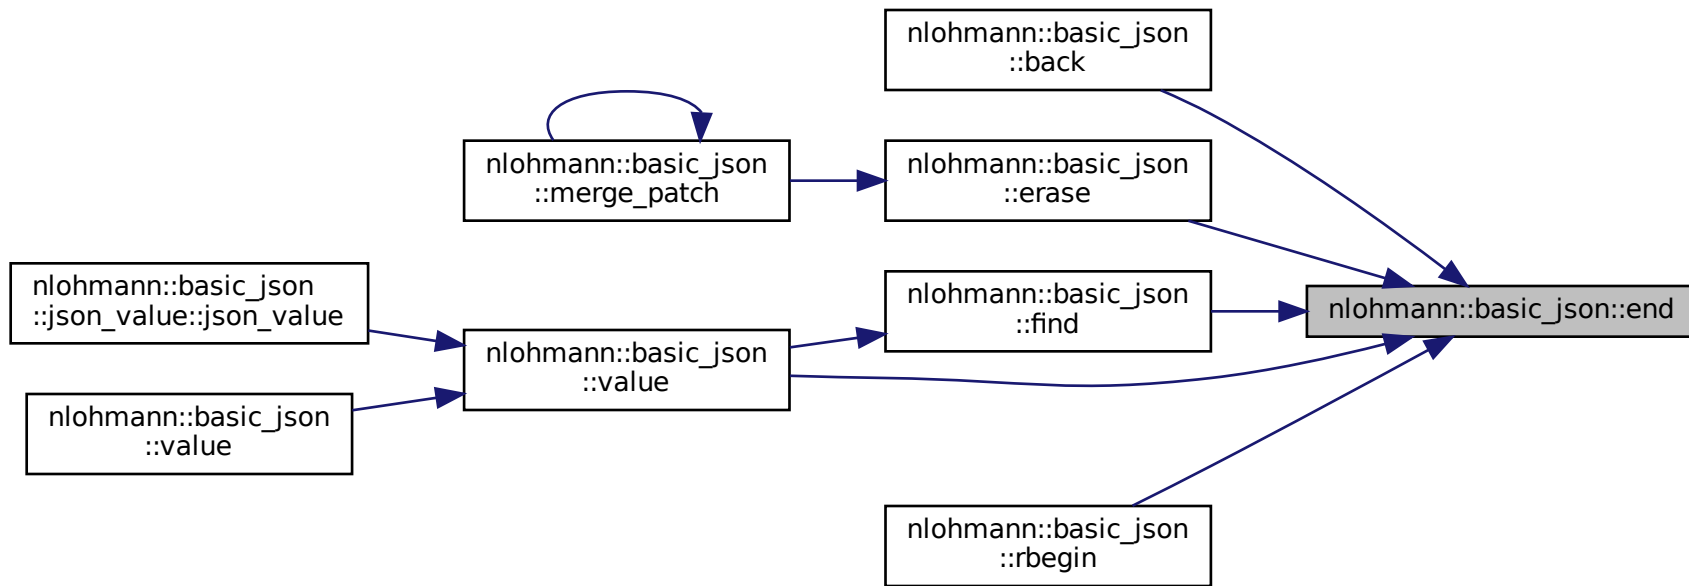 nlohmann::basic_json
::back
nlohmann::basic_json
::merge_patch
nlohmann::basic_json
::erase
nlohmann::basic_json
::json_value::json_value
nlohmann::basic_json
::value
nlohmann::basic_json
::find
nlohmann::basic_json::end
nlohmann::basic_json
::value
nlohmann::basic_json
::rbegin